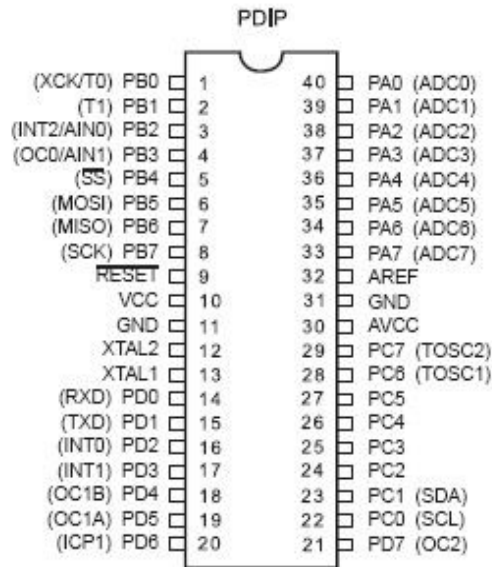 PDIP
(XCK/T0) PB0 1 40 PA0 (ADC0)
(T1) PB1 2 39 PA1 (ADC1)
(INT2/AIN0) PB2 3 38 PA2 (ADC2)
(OC0/AIN1) PB3 4 37 PA3 (ADC3)
(SS) PB4 5 36 PA4 (ADC4)
(MOSI) PB5 6 35 PA5 (ADC5)
(MISO) PB6 7 34 PA6 (ADC6)
(SCK) PB7 8 33 PA7 (ADC7)
RESET 9 32 AREF
VCC 10 31 GND
GND 11 30 AVCC
XTAL2 12 29 PC7 (TOSC2)
XTAL1 13 28 PC6 (TOSC1)
(RXD) PD0 14 27 PC5
(TXD) PD1 15 26 PC4
(INT0) PD2 16 25 PC3
(INT1) PD3 17 24 PC2
(OC1B) PD4 18 23 PC1 (SDA)
(OC1A) PD5 19 22 PC0 (SCL)
(ICP1) PD6 20 21 PD7 (OC2)